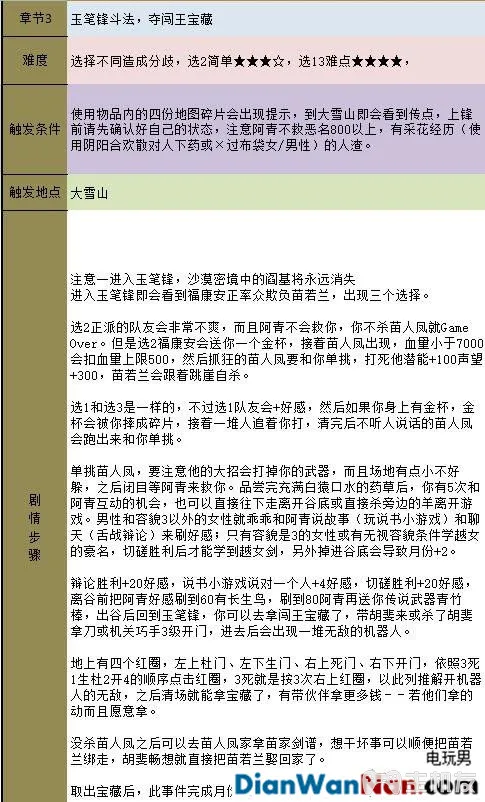 章节3
玉笔锋斗法，夺闯王宝藏
难度
选择不同造成分歧，选2简单★★★☆，选13难点★★★★，
触发条件
使用物品内的四份地图碎片会出现提示，到大雪山即会看到传点，上锋
前请先确认好自己的状态，注意阿青不救恶名800以上，有采花经历（使
用阴阳合欢散对人下药或×过布袋女/男性）的人渣。
触发地点
大雪山
剧情步骤
注意一进入玉笔锋，沙漠密境中的阎基将永远消失
进入玉笔锋即会看到福康安正率众欺负苗若兰，出现三个选择。
选2正派的队友会非常不爽，而且阿青不会救你，你不杀苗人凤就Game
Over。但是选2福康安会送你一个金杯，接着苗人凤出现，血量小于7000
会扣血量上限500，然后抓狂的苗人凤要和你单挑，打死他潜能+100声望
+300，苗若兰会跟着跳崖自杀。
选1和选3是一样的，不过选1队友会+好感，然后如果你身上有金杯，金
杯会被你摔成碎片，接着一堆人追着你打，清完后不听人说话的苗人凤
会跑出来和你单挑。
单挑苗人凤，要注意他的大招会打掉你的武器，而且场地有点小不好
躲，之后闭目等阿青来救你。品尝完充满白猿口水的药草后，你有5次和
阿青互动的机会，也可以直接往下走离开谷底或直接杀旁边的羊离开游
戏。男性和容貌3以外的女性就乖乖和阿青说故事（玩说书小游戏）和聊
天（舌战辩论）来刷好感；只有容貌是3的女性或有无视容貌条件学越女
的豪名，切磋胜利后才能学到越女剑，另外掉进谷底会导致月份+2。
辩论胜利+20好感，说书小游戏说对一个人+4好感，切磋胜利+20好感，
离谷前把阿青好感刷到60有长生鸟，刷到80阿青再送你传说武器青竹
棒，出谷后回到玉笔锋，你可以去拿闯王宝藏了，带胡斐来或杀了胡斐
拿刀或机关巧手3级开门，进去后会出现一堆无敌的机器人。
地上有四个红圈，左上杜门、左下生门、右上死门、右下开门，依照3死
1生杜2开4的顺序点击红圈，3死就是按3次右上红圈，以此列推解开机器
人的无敌，之后清场就能拿宝藏了，有带伙伴拿更多钱－－若他们拿的
动而且愿意拿。
没杀苗人凤之后可以去苗人凤家拿苗家剑谱，想干坏事可以顺便把苗若
兰绑走，胡斐畅想就直接把苗若兰娶回家了。
取出宝藏后，此事件完成月份
电玩男
DianWanNan.com